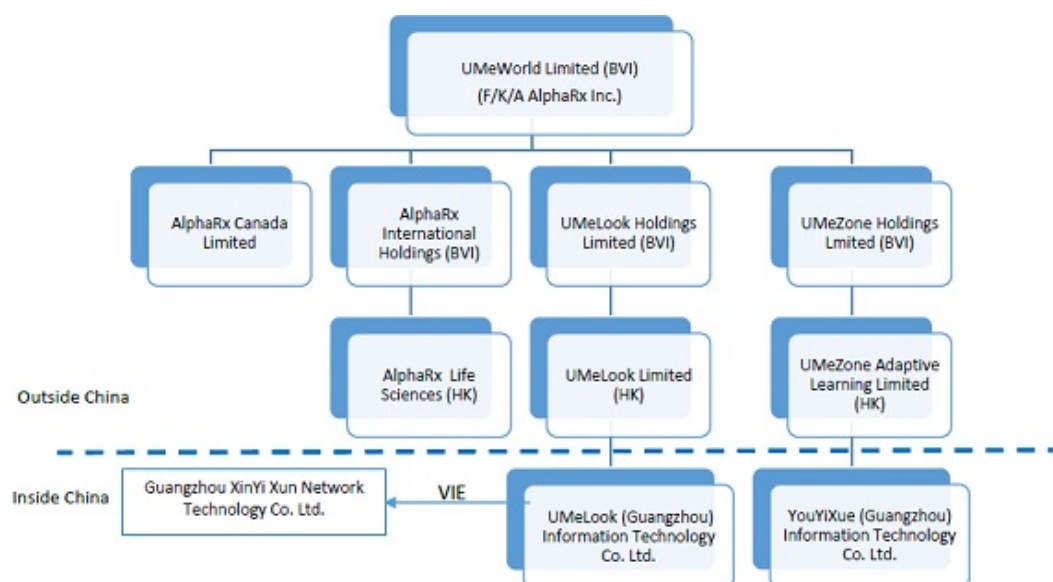 UMeWorld Limited (BVI)
(F/K/A AlphaRx Inc.)
AlphaRx Canada
Limited
AlphaRx
International
Holdings (BVI)
UMeLook Holdings
Limited (BVI)
UMeZone Holdings
Lmited (BVI)
AlphaRx Life
Sciences (HK)
UMeLook Limited
(HK)
UMeZone Adaptive
Learning Limited
(HK)
Outside China
Inside China
Guangzhou XinYi Xun Network
Technology Co. Ltd.
VIE
UMeLook (Guangzhou)
Information Technology
Co. Ltd.
YouYiXue (Guangzhou)
Information Technology
Co. Ltd.